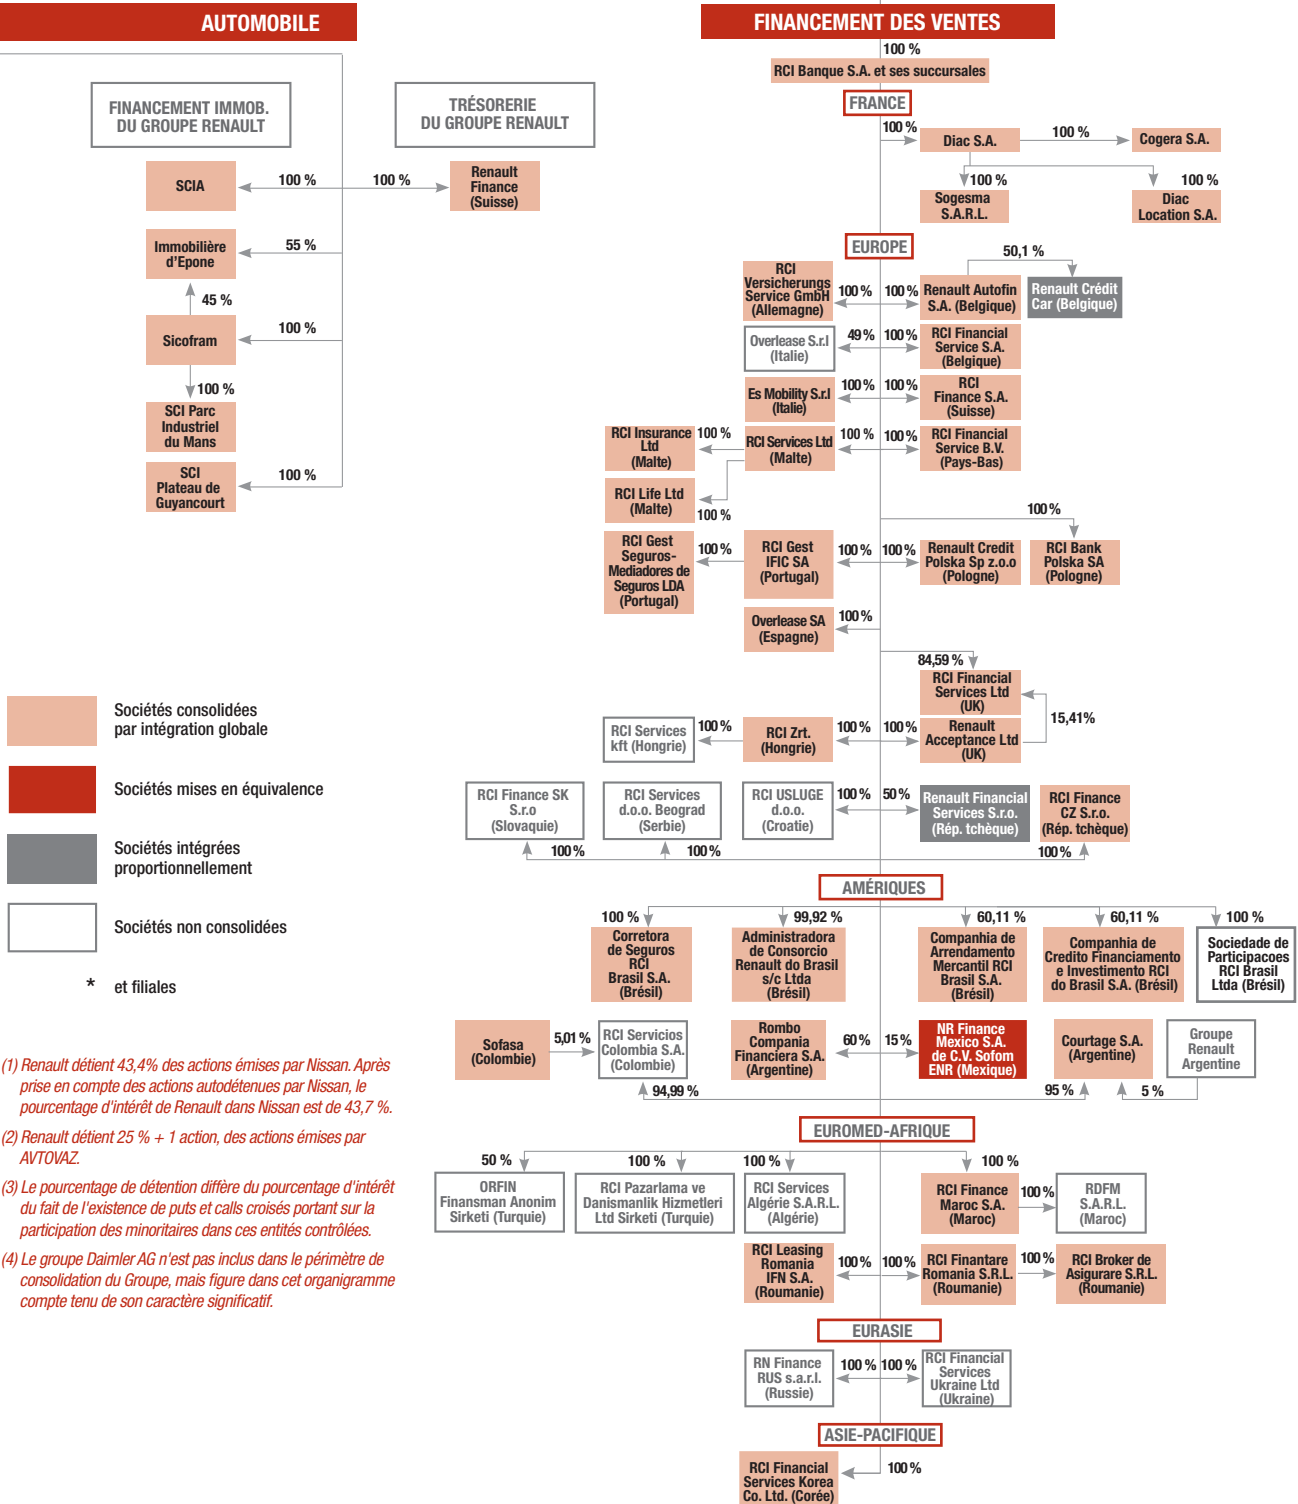 AUTOMOBILE
FINANCEMENT IMMOB.
DU GROUPE RENAULT
TRÉSORERIE
DU GROUPE RENAULT
SCIA
100 %
100 %
Renault
Finance
(Suisse)
Immobilière
d'Epone
55 %
45 %
Sicofram
100 %
100 %
SCI Parc
Industriel
du Mans
SCI
Plateau de
Guyancourt
100 %
FINANCEMENT DES VENTES
100 %
RCI Banque S.A. et ses succursales
FRANCE
100 %
Diac S.A.
100 %
Cogera S.A.
100 %
100 %
Sogesma
S.A.R.L.
Diac
Location S.A.
EUROPE
50,1 %
RCI
Versicherungs
Service GmbH
(Allemagne)
100 %
100 %
Renault Autofin
S.A. (Belgique)
Renault Crédit
Car (Belgique)
Overlease S.r.l
(Italie)
49 %
100 %
RCI Financial
Service S.A.
(Belgique)
Es Mobility S.r.l
(Italie)
100 %
100 %
RCI
Finance S.A.
(Suisse)
RCI Insurance
Ltd
(Malte)
100 %
RCI Services Ltd
(Malte)
100 %
100 %
RCI Financial
Service B.V.
(Pays-Bas)
RCI Life Ltd
(Malte)
100 %
100 %
RCI Gest
Seguros-
Mediadores de
Seguros LDA
(Portugal)
100 %
RCI Gest
IFIC SA
(Portugal)
100 %
100 %
Renault Credit
Polska Sp z.o.o
(Pologne)
RCI Bank
Polska SA
(Pologne)
Overlease SA
(Espagne)
100 %
84,59 %
RCI Financial
Services Ltd
(UK)
15,41%
RCI Services
kft (Hongrie)
100 %
RCI Zrt.
(Hongrie)
100 %
100 %
Renault
Acceptance Ltd
(UK)
RCI Finance SK
S.r.o
(Slovaquie)
RCI Services
d.o.o. Beograd
(Serbie)
RCI USLUGE
d.o.o.
(Croatie)
100 %
50 %
Renault Financial
Services S.r.o.
(Rép. tchèque)
RCI Finance
CZ S.r.o.
(Rép. tchèque)
100 %
100 %
100 %
AMÉRIQUES
100 %
99,92 %
60,11 %
60,11 %
100 %
Corretora
de Seguros
RCI
Brasil S.A.
(Brésil)
Administradora
de Consorcio
Renault do Brasil
s/c Ltda
(Brésil)
Companhia de
Arrendamento
Mercantil RCI
Brasil S.A.
(Brésil)
Companhia de
Credito Financiamento
e Investimento RCI
do Brasil S.A. (Brésil)
Sociedade de
Participacoes
RCI Brasil
Ltda (Brésil)
Sofasa
(Colombie)
5,01 %
RCI Servicios
Colombia S.A.
(Colombie)
Rombo
Compania
Financiera S.A.
(Argentine)
60 %
15 %
NR Finance
Mexico S.A.
de C.V. Sofom
ENR (Mexique)
Courtage S.A.
(Argentine)
Groupe
Renault
Argentine
94,99 %
95 %
5 %
EUROMED-AFRIQUE
50 %
100 %
100 %
100 %
ORFIN
Finansman Anonim
Sirketi (Turquie)
RCI Pazarlama ve
Danismanlik Hizmetleri
Ltd Sirketi (Turquie)
RCI Services
Algérie S.A.R.L.
(Algérie)
RCI Finance
Maroc S.A.
(Maroc)
100 %
RDFM
S.A.R.L.
(Maroc)
RCI Leasing
Romania
IFN S.A.
(Roumanie)
100 %
100 %
RCI Finantare
Romania S.R.L.
(Roumanie)
100 %
RCI Broker de
Asigurare S.R.L.
(Roumanie)
EURASIE
RN Finance
RUS s.a.r.l.
(Russie)
100 %
100 %
RCI Financial
Services
Ukraine Ltd
(Ukraine)
ASIE-PACIFIQUE
RCI Financial
Services Korea
Co. Ltd. (Corée)
100 %
Sociétés consolidées
par intégration globale
Sociétés mises en équivalence
Sociétés intégrées
proportionnellement
Sociétés non consolidées
* et filiales
(1) Renault détient 43,4% des actions émises par Nissan. Après
prise en compte des actions autodétenues par Nissan, le
pourcentage d'intérêt de Renault dans Nissan est de 43,7 %.
(2) Renault détient 25 % + 1 action, des actions émises par
AVTOVAZ.
(3) Le pourcentage de détention diffère du pourcentage d'intérêt
du fait de l'existence de puts et calls croisés portant sur la
participation des minoritaires dans ces entités contrôlées.
(4) Le groupe Daimler AG n'est pas inclus dans le périmètre de
consolidation du Groupe, mais figure dans cet organigramme
compte tenu de son caractère significatif.